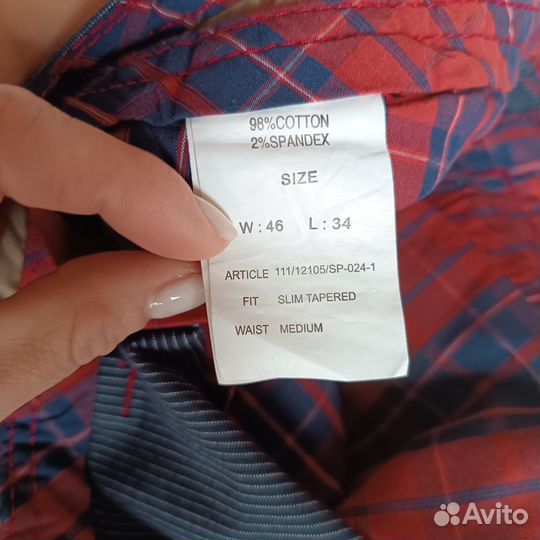 98%COTTON
2%SPANDEX
SIZE
W : 46 L : 34
ARTICLE 111/12105/SP-024-1
FIT SLIM TAPERED
WAIST MEDIUM
Avito